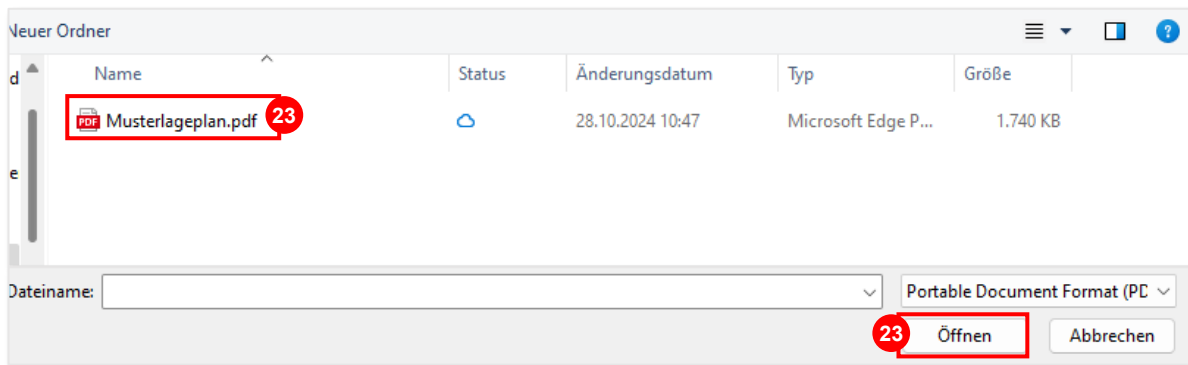 Neuer Ordner ?
d Name Status Änderungsdatum Typ Größe
PDF Musterlageplan.pdf 23 28.10.2024 10:47 Microsoft Edge P... 1.740 KB
e
Dateiname: Portable Document Format (PD
23 Öffnen Abbrechen